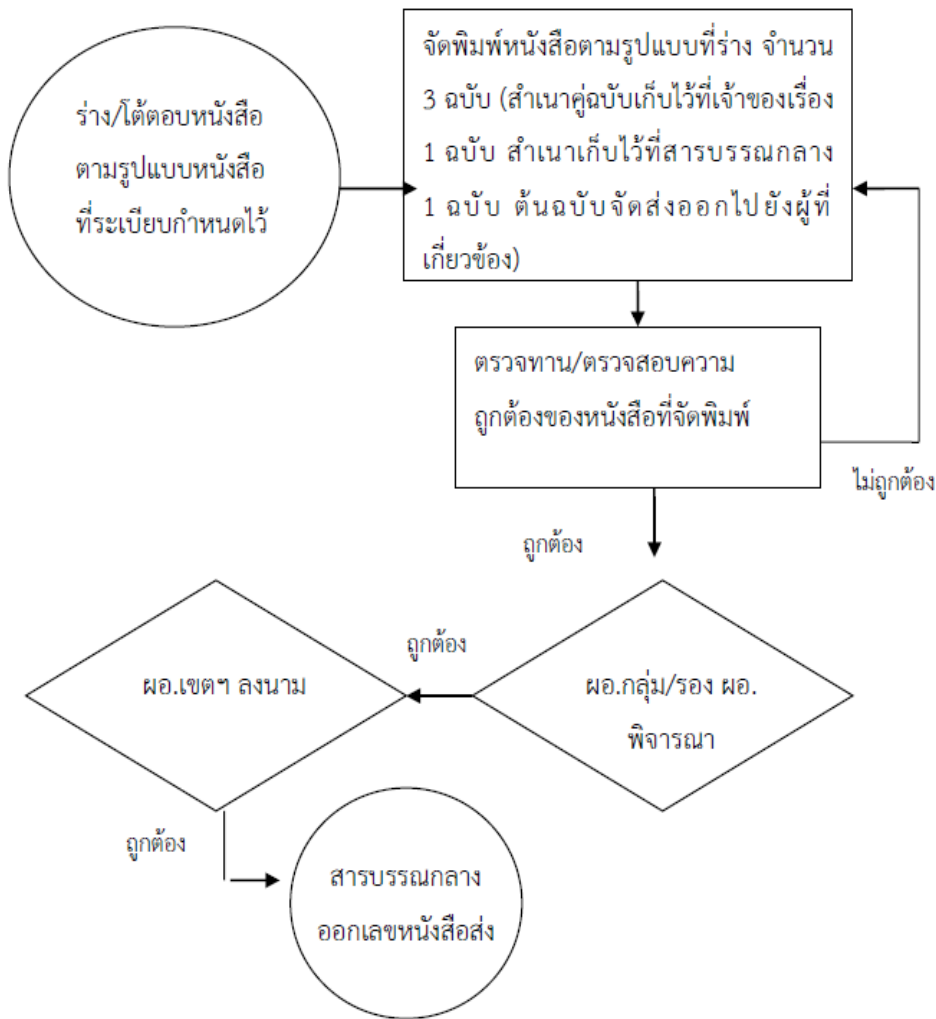 ร่าง/โต้ตอบหนังสือ
ตามรูปแบบหนังสือ
ที่ระเบียบกำหนดไว้
จัดพิมพ์หนังสือตามรูปแบบที่ร่าง จำนวน
3 ฉบับ (สำเนาคู่ฉบับเก็บไว้ที่เจ้าของเรื่อง
1 ฉบับ สำเนาเก็บไว้ที่สารบรรณกลาง
1 ฉบับ ต้นฉบับจัดส่งออกไปยังผู้ที่
เกี่ยวข้อง)
ตรวจทาน/ตรวจสอบความ
ถูกต้องของหนังสือที่จัดพิมพ์
ไม่ถูกต้อง
ถูกต้อง
ผอ.กลุ่ม/รอง ผอ.
พิจารณา
ถูกต้อง
ผอ.เขตฯ ลงนาม
ถูกต้อง
สารบรรณกลาง
ออกเลขหนังสือส่ง